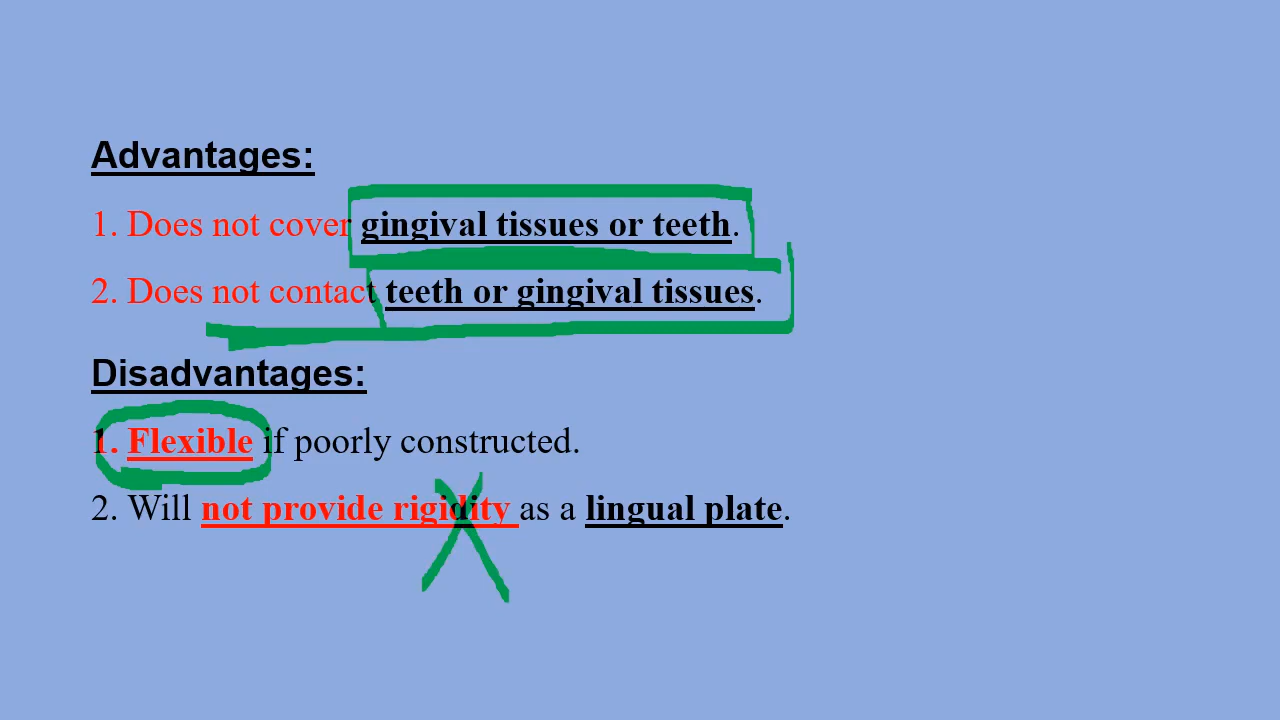 Advantages:
1. Does not cover gingival tissues or teeth.
2. Does not contact teeth or gingival tissues.
Disadvantages:
1. Flexible if poorly constructed.
2. Will not provide rigidity as a lingual plate.